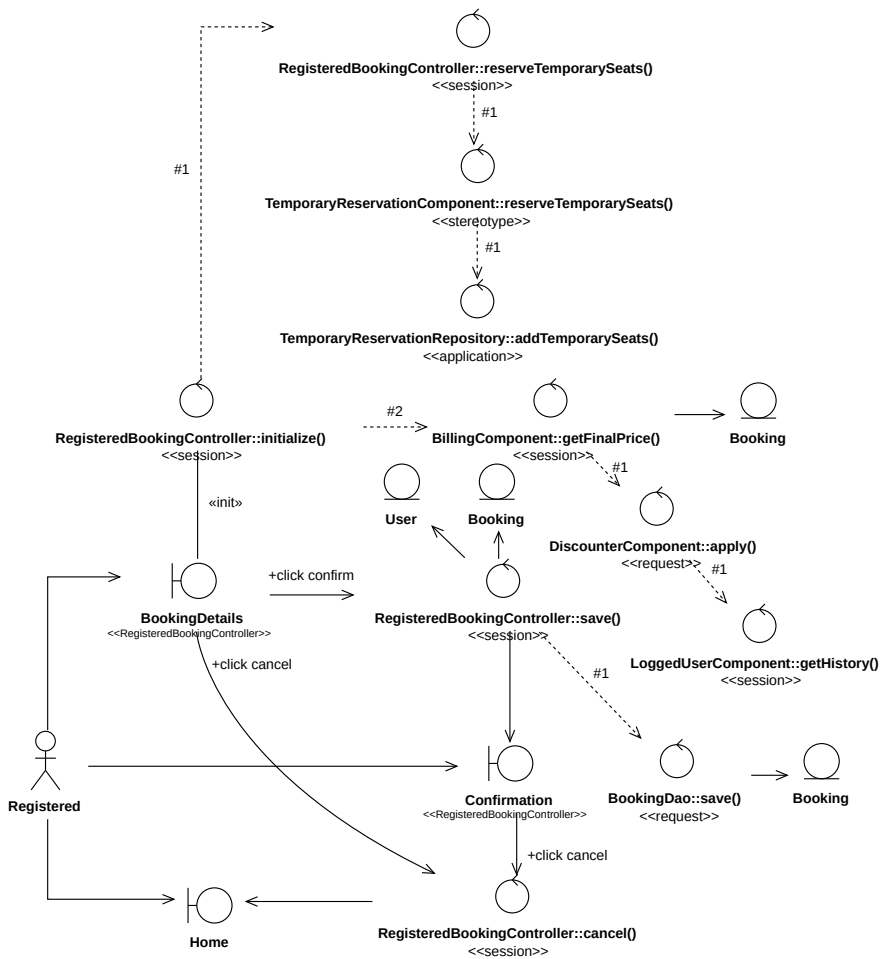 RegisteredBookingController::reserveTemporarySeats()
<<session>>
#1
#1
TemporaryReservationComponent::reserveTemporarySeats()
<<stereotype>>
#1
TemporaryReservationRepository::addTemporarySeats()
<<application>>
#2
RegisteredBookingController::initialize()
<<session>>
BillingComponent::getFinalPrice()
<<session>>
Booking
#1
«init»
User
Booking
DiscounterComponent::apply()
<<request>>
#1
+click confirm
BookingDetails
<<RegisteredBookingController>>
RegisteredBookingController::save()
<<session>>
+click cancel
LoggedUserComponent::getHistory()
<<session>>
#1
Registered
Confirmation
<<RegisteredBookingController>>
BookingDao::save()
<<request>>
Booking
+click cancel
Home
RegisteredBookingController::cancel()
<<session>>